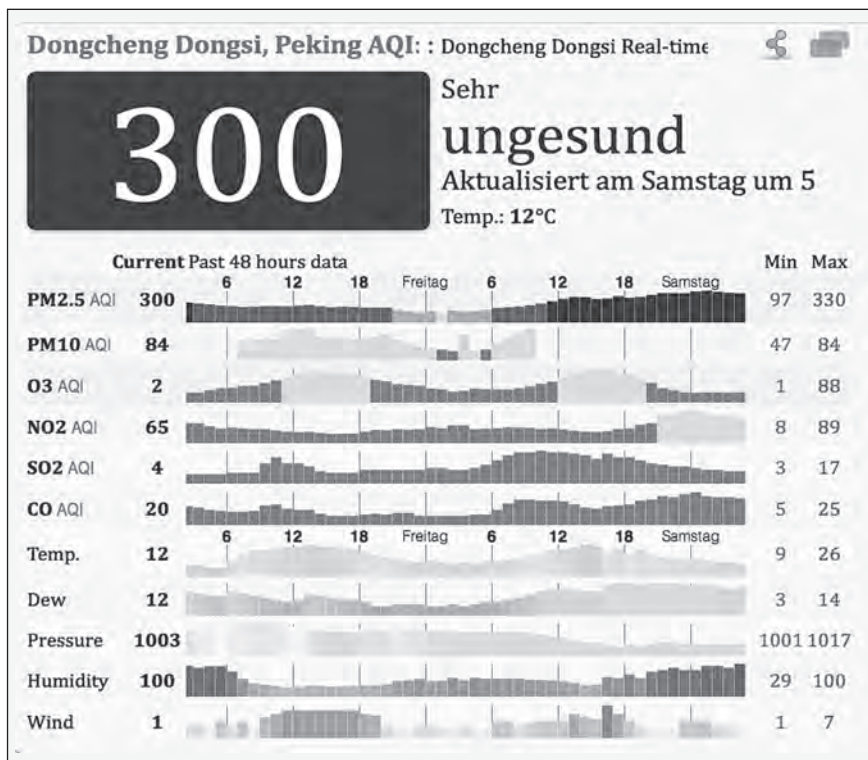 Dongcheng Dongsi, Peking AQI: : Dongcheng Dongsi Real-time
300
Sehr
ungesund
Aktualisiert am Samstag um 5
Temp.: 12°C
Current Past 48 hours data Min Max
6 12 18 Freitag 6 12 18 Samstag
PM2.5 AQI 300 97 330
PM10 AQI 84 47 84
O3 AQI 2 1 88
NO2 AQI 65 8 89
SO2 AQI 4 3 17
CO AQI 20 5 25
6 12 18 Freitag 6 12 18 Samstag
Temp. 12 9 26
Dew 12 3 14
Pressure 1003 1001 1017
Humidity 100 29 100
Wind 1 1 7